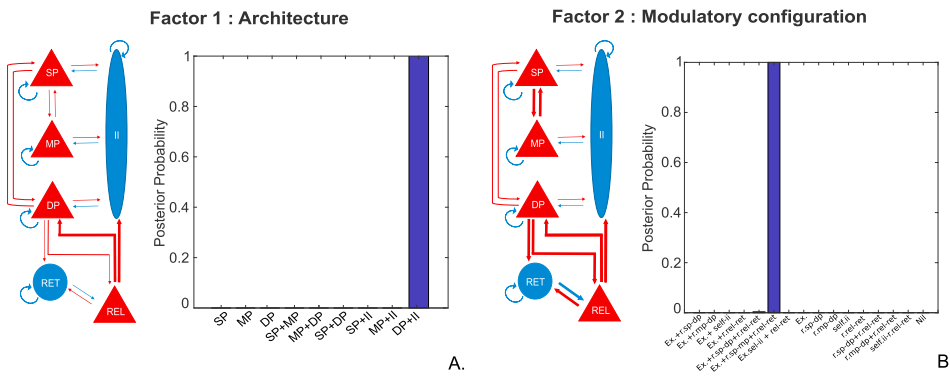 Factor 1 : Architecture
SP
MP
DP
II
RET
REL
Posterior Probability
1
0.8
0.6
0.4
0.2
0
SP
MP
DP
SP+MP
MP+DP
SP+DP
SP+II
MP+II
DP+II
A.
Factor 2 : Modulatory configuration
SP
MP
DP
II
RET
REL
Posterior Probability
1
0.8
0.6
0.4
0.2
0
Ex.+r.sp-dp
Ex.+r.mp-dp
Ex.+ self-ii
Ex.+r.rel-ret
Ex.+r.sp-dp+r.rel-ret
Ex.+r.sp-mp+r.rel-ret
Ex.sel-ii + rel-ret
Ex.
r.sp-dp
r.mp-dp
self.ii
r.rel-ret
r.sp-dp+r.rel-ret
r.mp-dp+r.rel-ret
self.ii+r.rel-ret
Nil
B